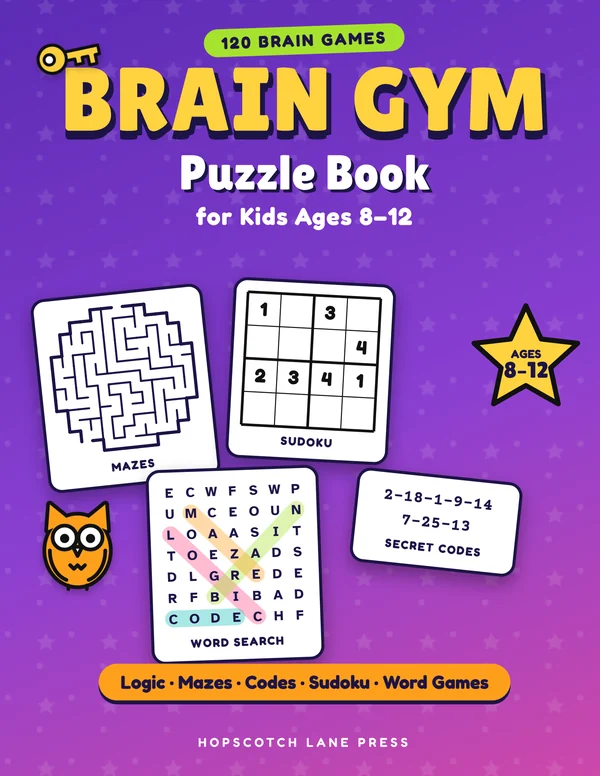 120 BRAIN GAMES
BRAIN GYM
Puzzle Book
for Kids Ages 8–12
1 3
4
2 3 4 1
SUDOKU
MAZES
AGES
8–12
E C W F S W P
U M C E O U N
L O A A S I T
T O E Z A D S
D L G R E D E
R F B I B A D
C O D E C H F
WORD SEARCH
2–18–1–9–14
7–25–13
SECRET CODES
Logic · Mazes · Codes · Sudoku · Word Games
HOPSCOTCH LANE PRESS